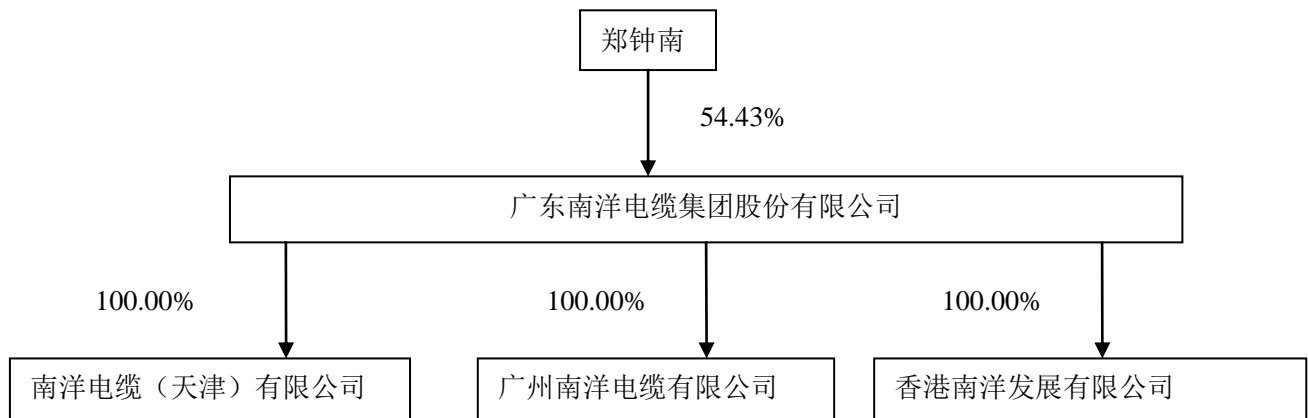 郑钟南
54.43%
广东南洋电缆集团股份有限公司
100.00%
100.00%
100.00%
南洋电缆（天津）有限公司
广州南洋电缆有限公司
香港南洋发展有限公司